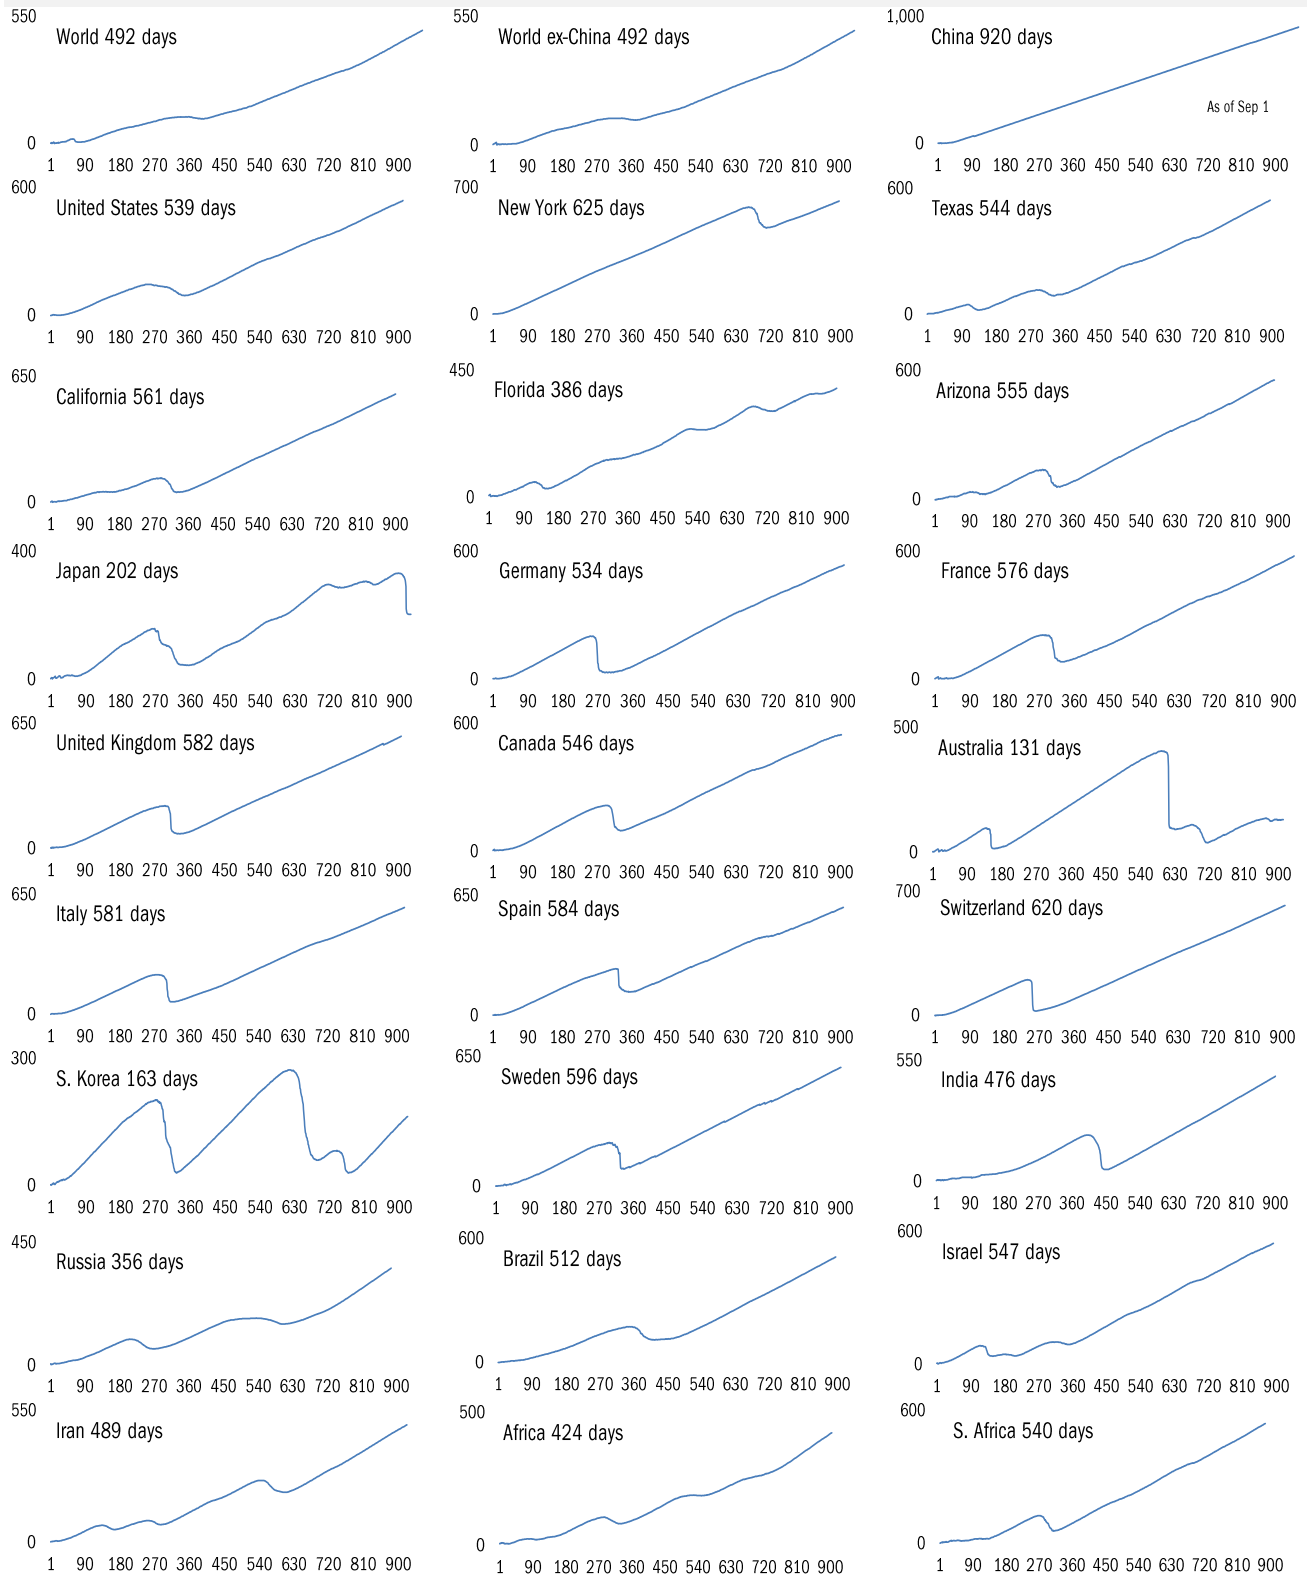 550
World 492 days
0
1 90 180 270 360 450 540 630 720 810 900
550
World ex-China 492 days
0
1 90 180 270 360 450 540 630 720 810 900
1,000
China 920 days
As of Sep 1
0
1 90 180 270 360 450 540 630 720 810 900
600
United States 539 days
0
1 90 180 270 360 450 540 630 720 810 900
700
New York 625 days
0
1 90 180 270 360 450 540 630 720 810 900
600
Texas 544 days
0
1 90 180 270 360 450 540 630 720 810 900
650
California 561 days
0
1 90 180 270 360 450 540 630 720 810 900
450
Florida 386 days
0
1 90 180 270 360 450 540 630 720 810 900
600
Arizona 555 days
0
1 90 180 270 360 450 540 630 720 810 900
400
Japan 202 days
0
1 90 180 270 360 450 540 630 720 810 900
600
Germany 534 days
0
1 90 180 270 360 450 540 630 720 810 900
600
France 576 days
0
1 90 180 270 360 450 540 630 720 810 900
650
United Kingdom 582 days
0
1 90 180 270 360 450 540 630 720 810 900
600
Canada 546 days
0
1 90 180 270 360 450 540 630 720 810 900
500
Australia 131 days
0
1 90 180 270 360 450 540 630 720 810 900
650
Italy 581 days
0
1 90 180 270 360 450 540 630 720 810 900
650
Spain 584 days
0
1 90 180 270 360 450 540 630 720 810 900
700
Switzerland 620 days
0
1 90 180 270 360 450 540 630 720 810 900
300
S. Korea 163 days
0
1 90 180 270 360 450 540 630 720 810 900
650
Sweden 596 days
0
1 90 180 270 360 450 540 630 720 810 900
550
India 476 days
0
1 90 180 270 360 450 540 630 720 810 900
450
Russia 356 days
0
1 90 180 270 360 450 540 630 720 810 900
600
Brazil 512 days
0
1 90 180 270 360 450 540 630 720 810 900
600
Israel 547 days
0
1 90 180 270 360 450 540 630 720 810 900
550
Iran 489 days
0
1 90 180 270 360 450 540 630 720 810 900
500
Africa 424 days
0
1 90 180 270 360 450 540 630 720 810 900
600
S. Africa 540 days
0
1 90 180 270 360 450 540 630 720 810 900